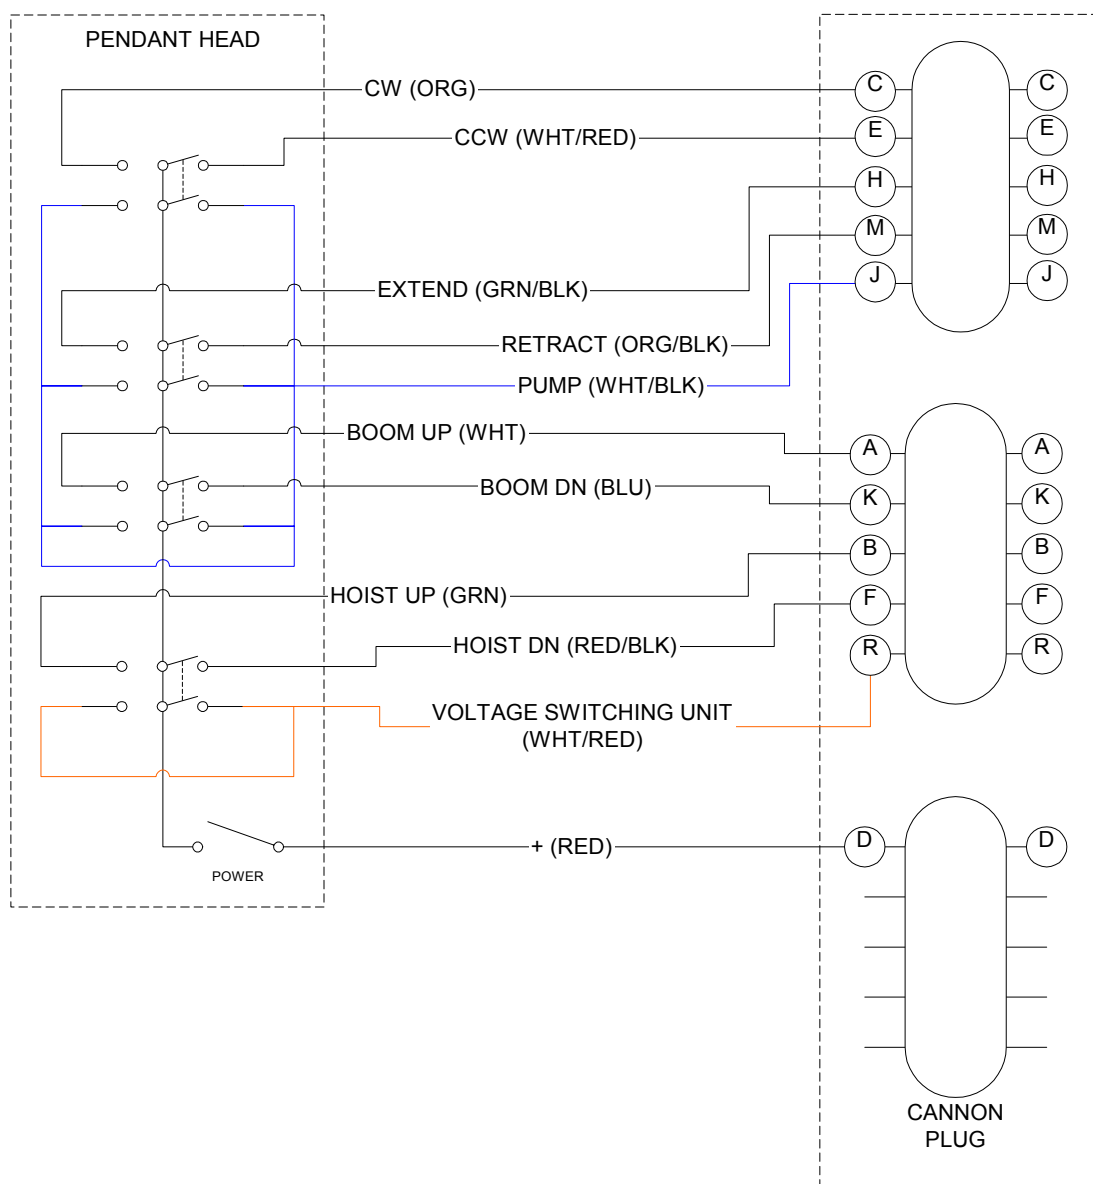 PENDANT HEAD
CW (ORG)
C
C
CCW (WHT/RED)
E
E
H
H
M
M
J
J
EXTEND (GRN/BLK)
RETRACT (ORG/BLK)
PUMP (WHT/BLK)
BOOM UP (WHT)
A
A
BOOM DN (BLU)
K
K
B
B
HOIST UP (GRN)
F
F
HOIST DN (RED/BLK)
R
R
VOLTAGE SWITCHING UNIT
(WHT/RED)
+ (RED)
D
D
POWER
CANNON
PLUG